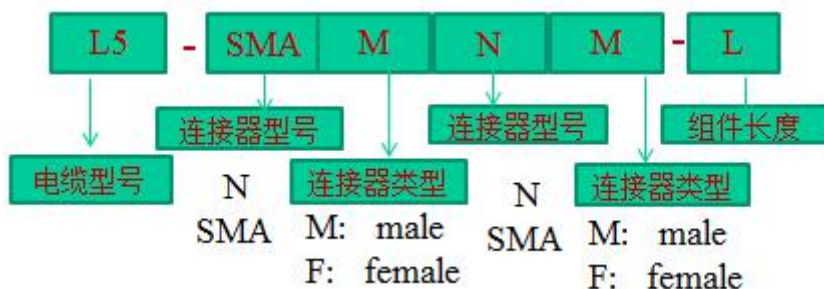 L5 - SMA M N M - L
连接器型号 连接器型号 组件长度
电缆型号 连接器类型 连接器类型
N N
SMA SMA
M: male M: male
F: female F: female